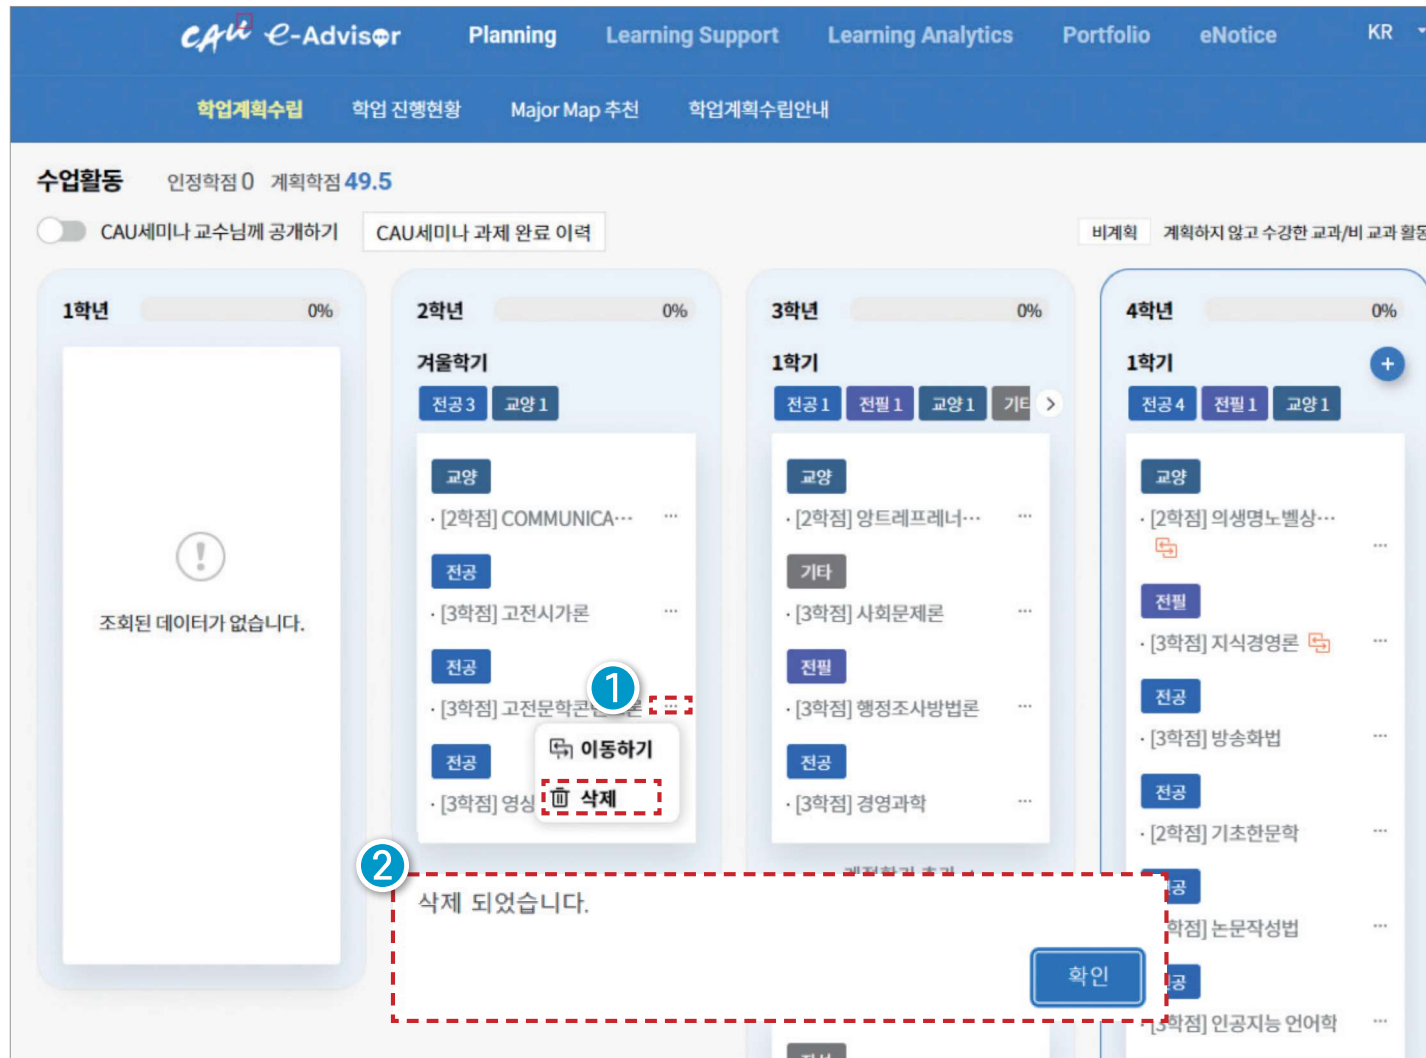 CAU e-Advisor Planning Learning Support Learning Analytics Portfolio eNotice KR
학업계획수립 학업 진행현황 Major Map 추천 학업계획수립안내
수업활동 인정학점 0 계획학점 49.5
CAU세미나 교수님께 공개하기 CAU세미나 과제 완료 이력 비계획 계획하지 않고 수강한 교과/비 교과 활동
1학년 0%
조회된 데이터가 없습니다.
2학년 0%
겨울학기
전공 3 교양 1
교양
· [2학점] COMMUNICA…
전공
· [3학점] 고전시가론
전공
1
· [3학점] 고전문학콘
이동하기
삭제
전공
· [3학점] 영상
3학년 0%
1학기
전공 1 전필 1 교양 1 기타
교양
· [2학점] 앙트레프레너…
기타
· [3학점] 사회문제론
전필
· [3학점] 행정조사방법론
전공
· [3학점] 경영과학
4학년 0%
1학기 +
전공 4 전필 1 교양 1
교양
· [2학점] 의생명노벨상…
전필
· [3학점] 지식경영론
전공
· [3학점] 방송화법
전공
· [2학점] 기초한문학
공
학점] 논문작성법
공
· [3학점] 인공지능 언어학
2
삭제 되었습니다.
확인